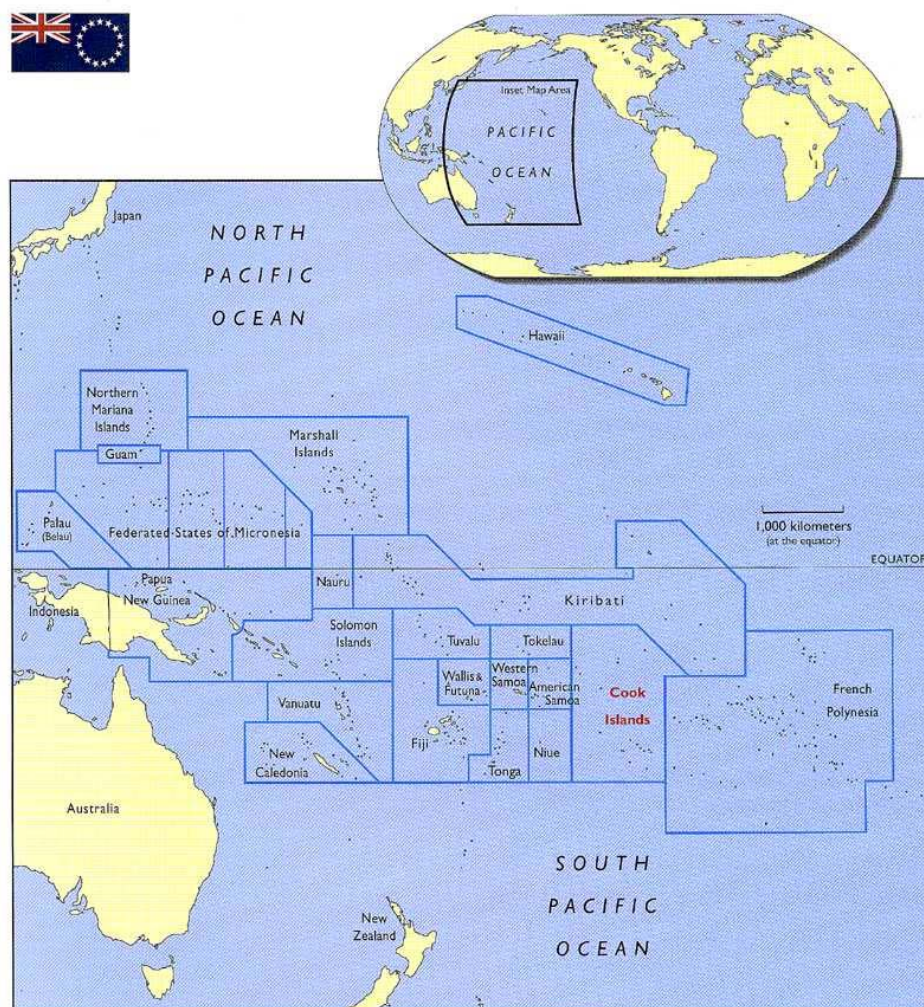 Inset Map Area
PACIFIC
OCEAN
Japan
NORTH
PACIFIC
OCEAN
Hawaii
Northern
Mariana
Islands
Guam
Marshall
Islands
Palau
(Belau)
Federated States of Micronesia
1,000 kilometers
(at the equator)
EQUATOR
Indonesia
Papua
New Guinea
Nauru
Kiribati
Solomon
Islands
Tuvalu
Tokelau
Wallis &
Futuna
Western
Samoa
American
Samoa
Cook
Islands
French
Polynesia
Vanuatu
Fiji
New
Caledonia
Tonga
Niue
Australia
SOUTH
PACIFIC
OCEAN
New
Zealand